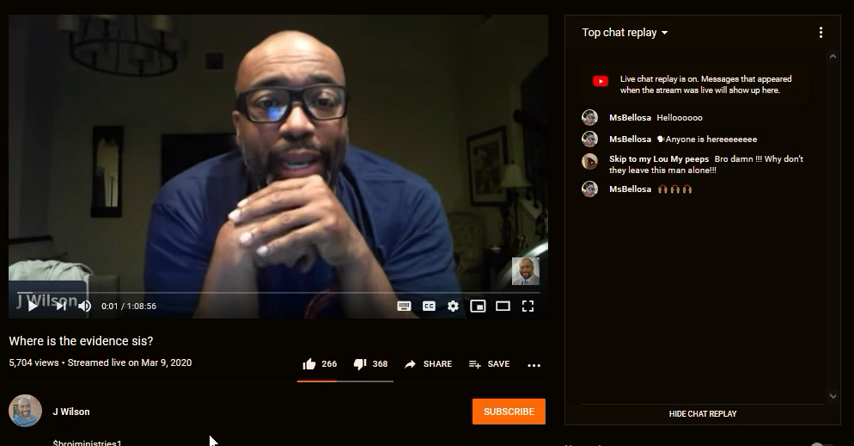 Top chat replay
Live chat replay is on. Messages that appeared
when the stream was live will show up here.
MsBellosa Helloooooo
MsBellosa 🗣Anyone is hereeeeeeee
Skip to my Lou My peeps Bro damn !!! Why don't
they leave this man alone!!!
MsBellosa 🙌🏾🙌🏾🙌🏾
HIDE CHAT REPLAY
J Wilson
0:01 / 1:08:56
CC
Where is the evidence sis?
5,704 views • Streamed live on Mar 9, 2020
266
368
SHARE
SAVE
J Wilson
SUBSCRIBE
$broiministries1